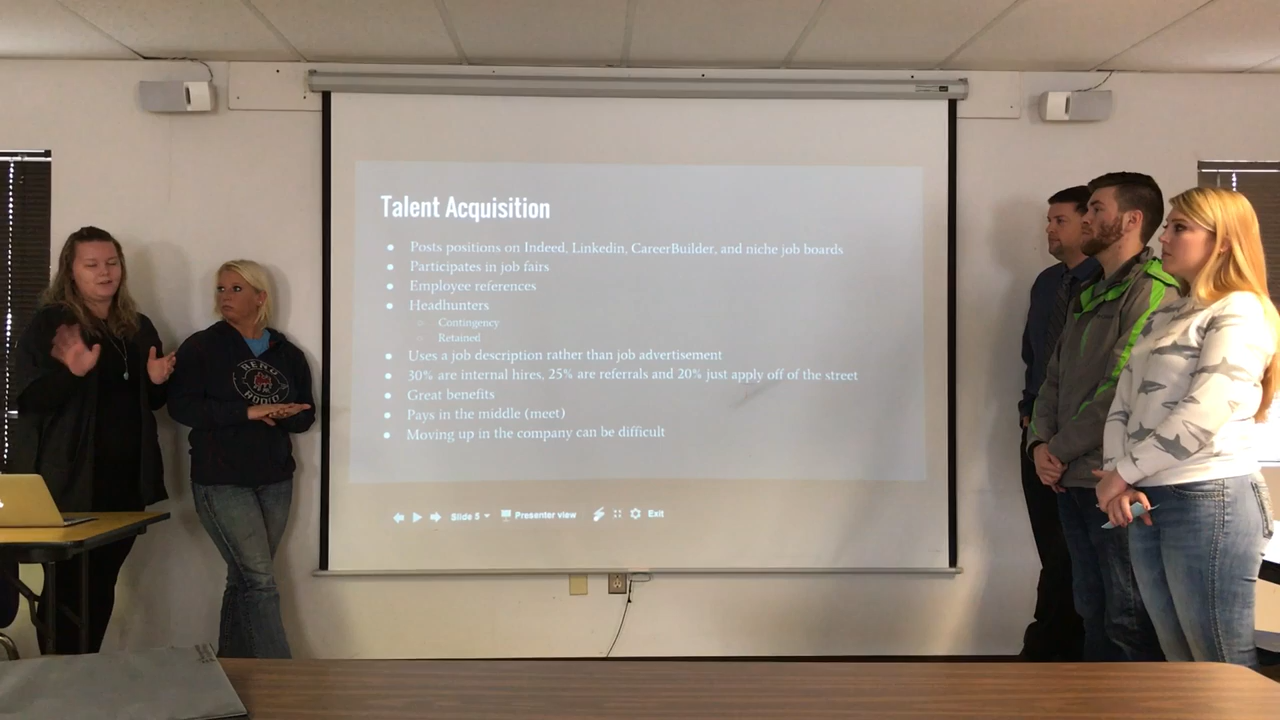 Talent Acquisition
Posts positions on Indeed, Linkedin, CareerBuilder, and niche job boards
Participates in job fairs
Employee references
Headhunters
Contingency
Retained
Uses a job description rather than job advertisement
30% are internal hires, 25% are referrals and 20% just apply off of the street
Great benefits
Pays in the middle (meet)
Moving up in the company can be difficult
Slide 5
Presenter view
Exit